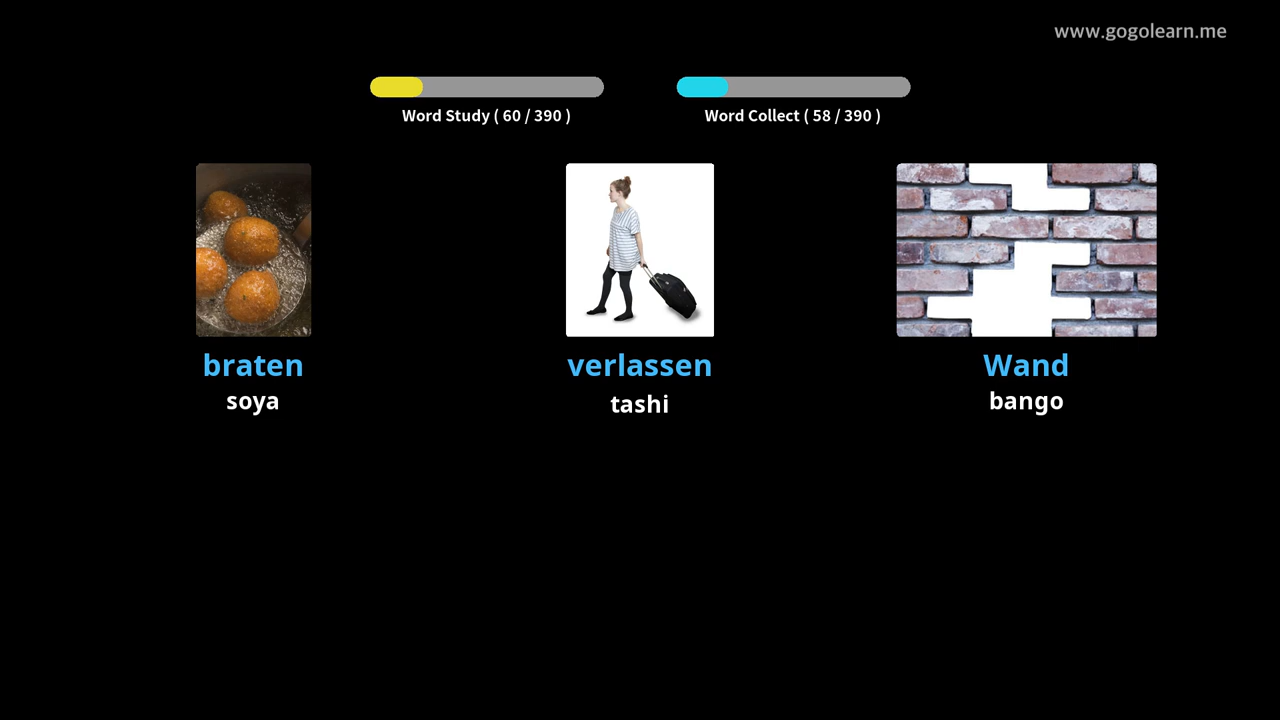 www.gogolearn.me
Word Study ( 60 / 390 )
Word Collect ( 58 / 390 )
braten
soya
verlassen
tashi
Wand
bango